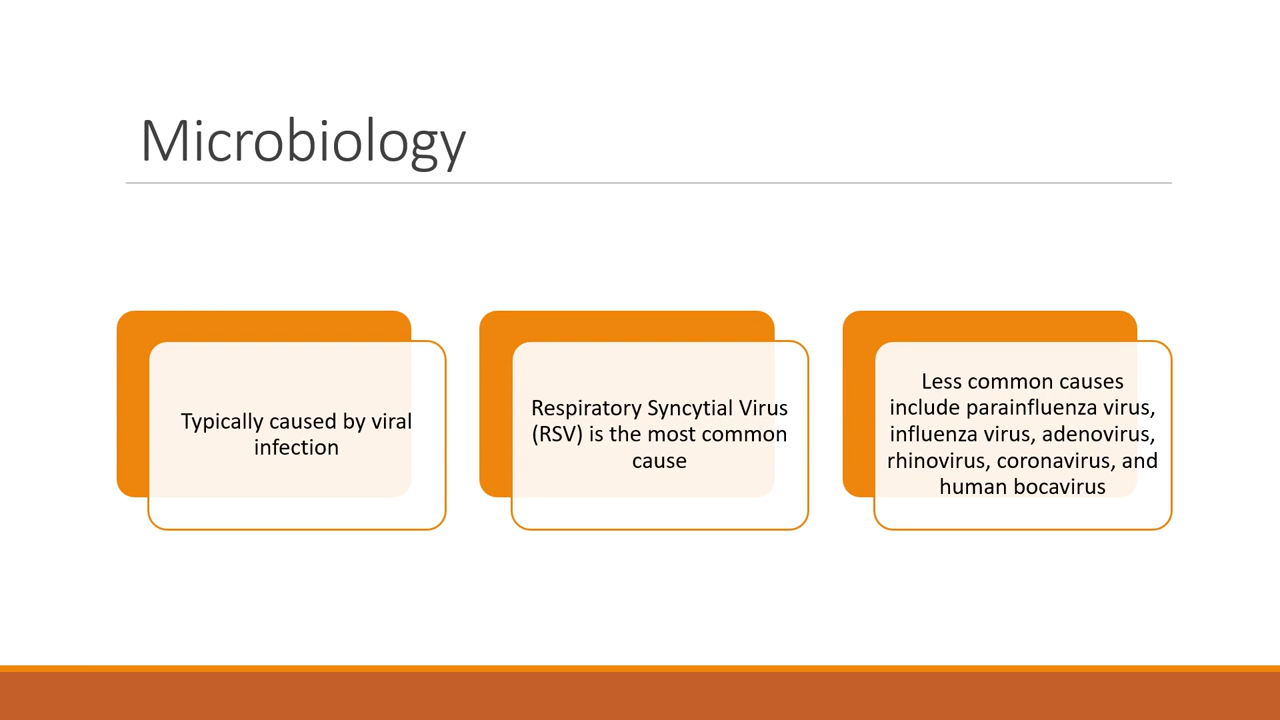 Microbiology
Typically caused by viral
infection
Respiratory Syncytial Virus
(RSV) is the most common
cause
Less common causes
include parainfluenza virus,
influenza virus, adenovirus,
rhinovirus, coronavirus, and
human bocavirus